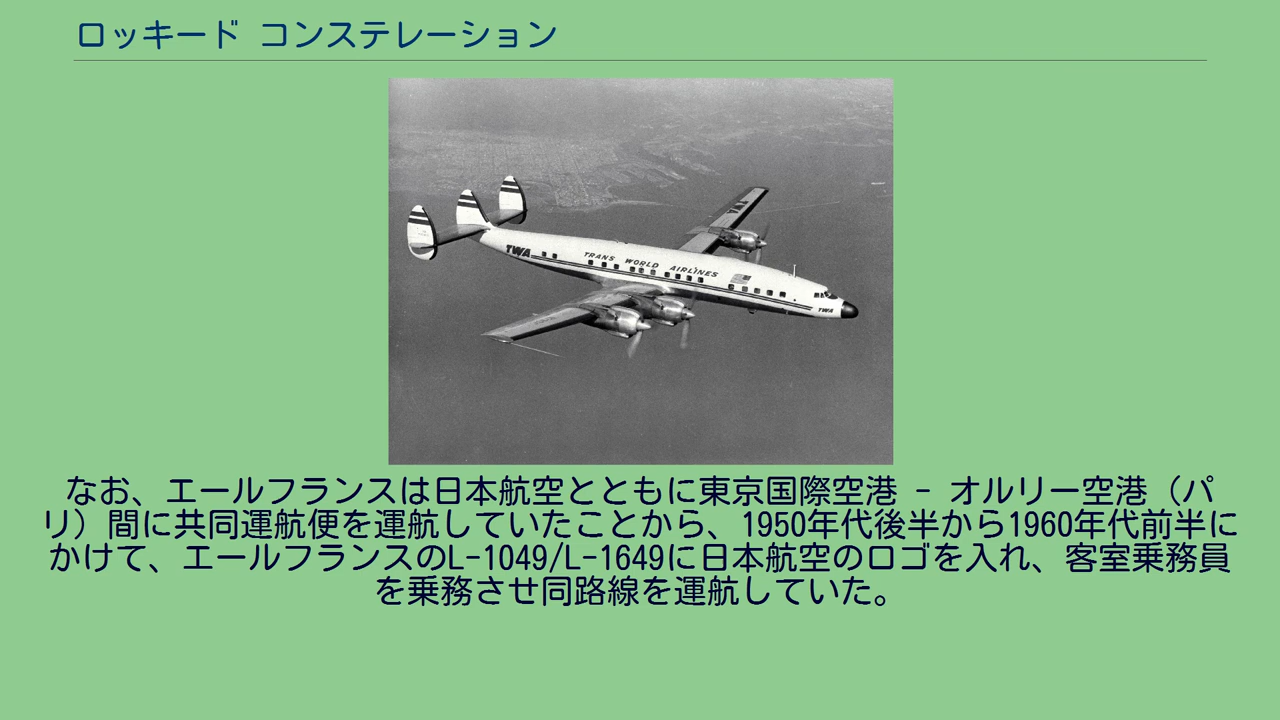 ロッキード コンステレーション
TWA
TRANS WORLD AIRLINES
TWA
TWA
なお、エールフランスは日本航空とともに東京国際空港 - オルリー空港（パ
リ）間に共同運航便を運航していたことから、1950年代後半から1960年代前半に
かけて、エールフランスのL-1049/L-1649に日本航空のロゴを入れ、客室乗務員
を乗務させ同路線を運航していた。